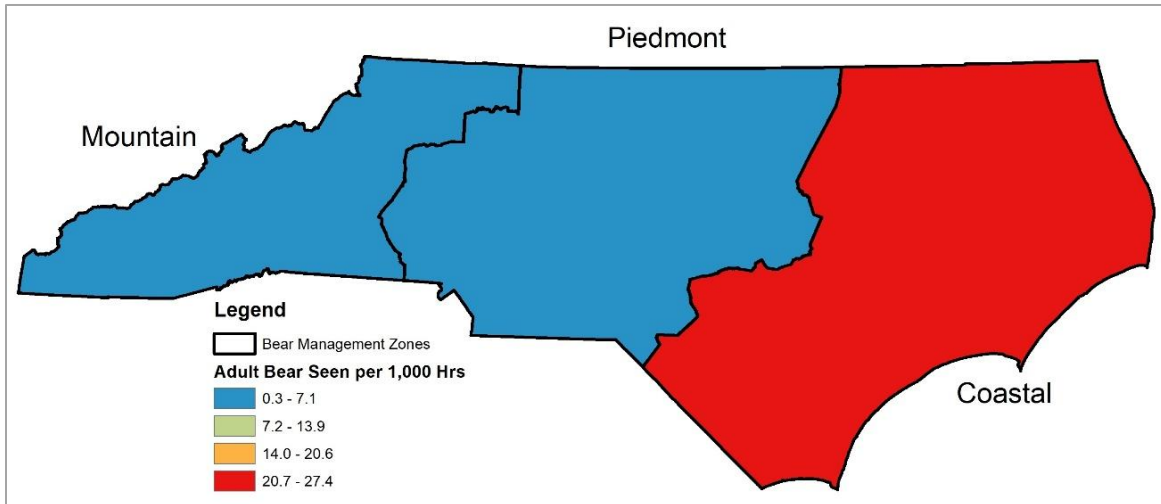 Piedmont
Mountain
Coastal
Legend
Bear Management Zones
Adult Bear Seen per 1,000 Hrs
0.3 - 7.1
7.2 - 13.9
14.0 - 20.6
20.7 - 27.4